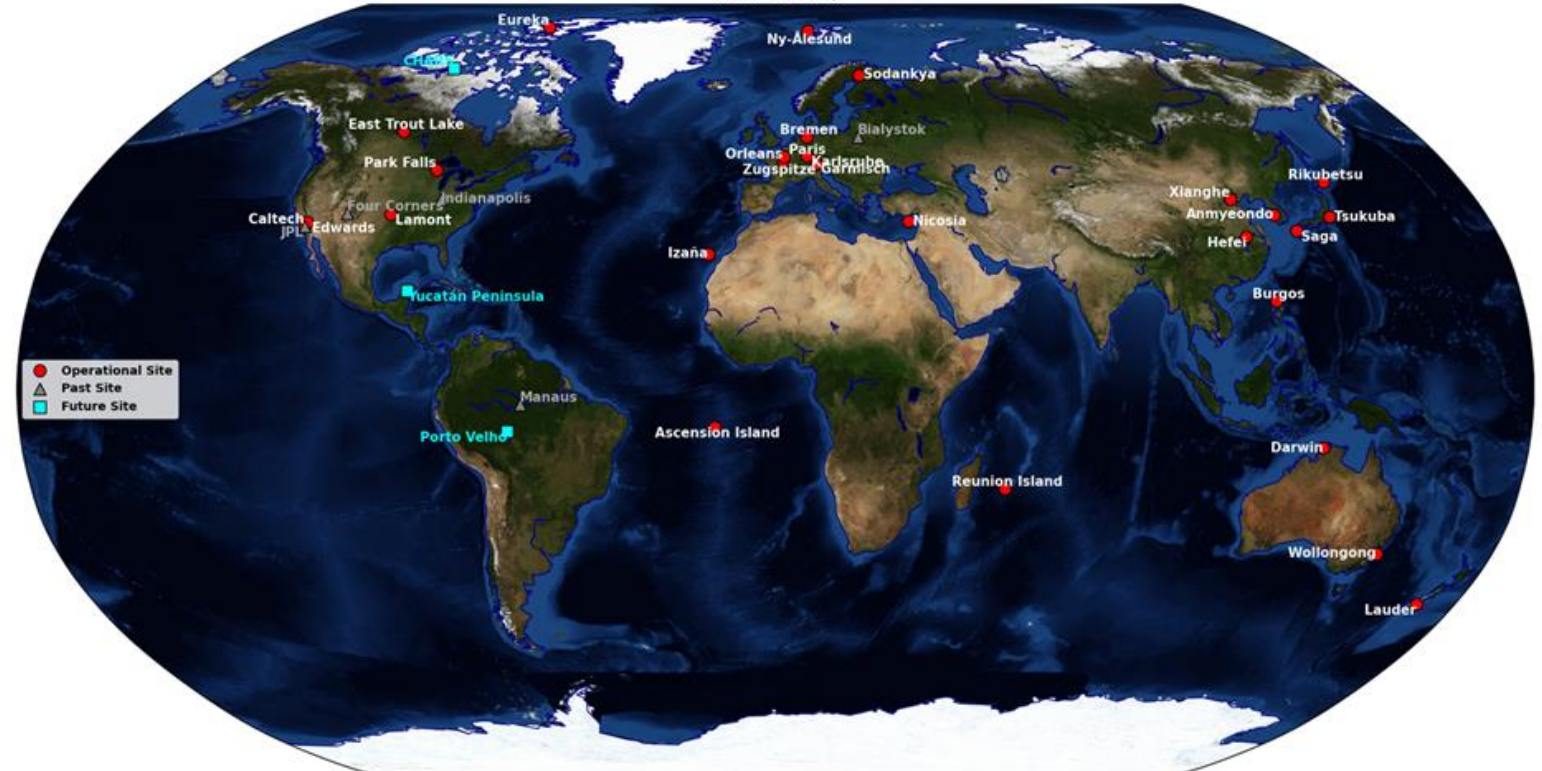 Eureka
Ny-Ålesund
Sodankya
East Trout Lake
Bremen
Bialystok
Park Falls
Orleans
Paris
Karlsruhe
Zugspitze
Garmisch
Rikubetsu
Xianghe
Indianapolis
Four Corners
Anmyeondo
Tsukuba
Caltech
Lamont
Nicosia
JPL
Edwards
Saga
Hefei
Izaña
Burgos
Yucatan Peninsula
Operational Site
Past Site
Future Site
Manaus
Porto Velho
Ascension Island
Darwin
Reunion Island
Wollongong
Lauder